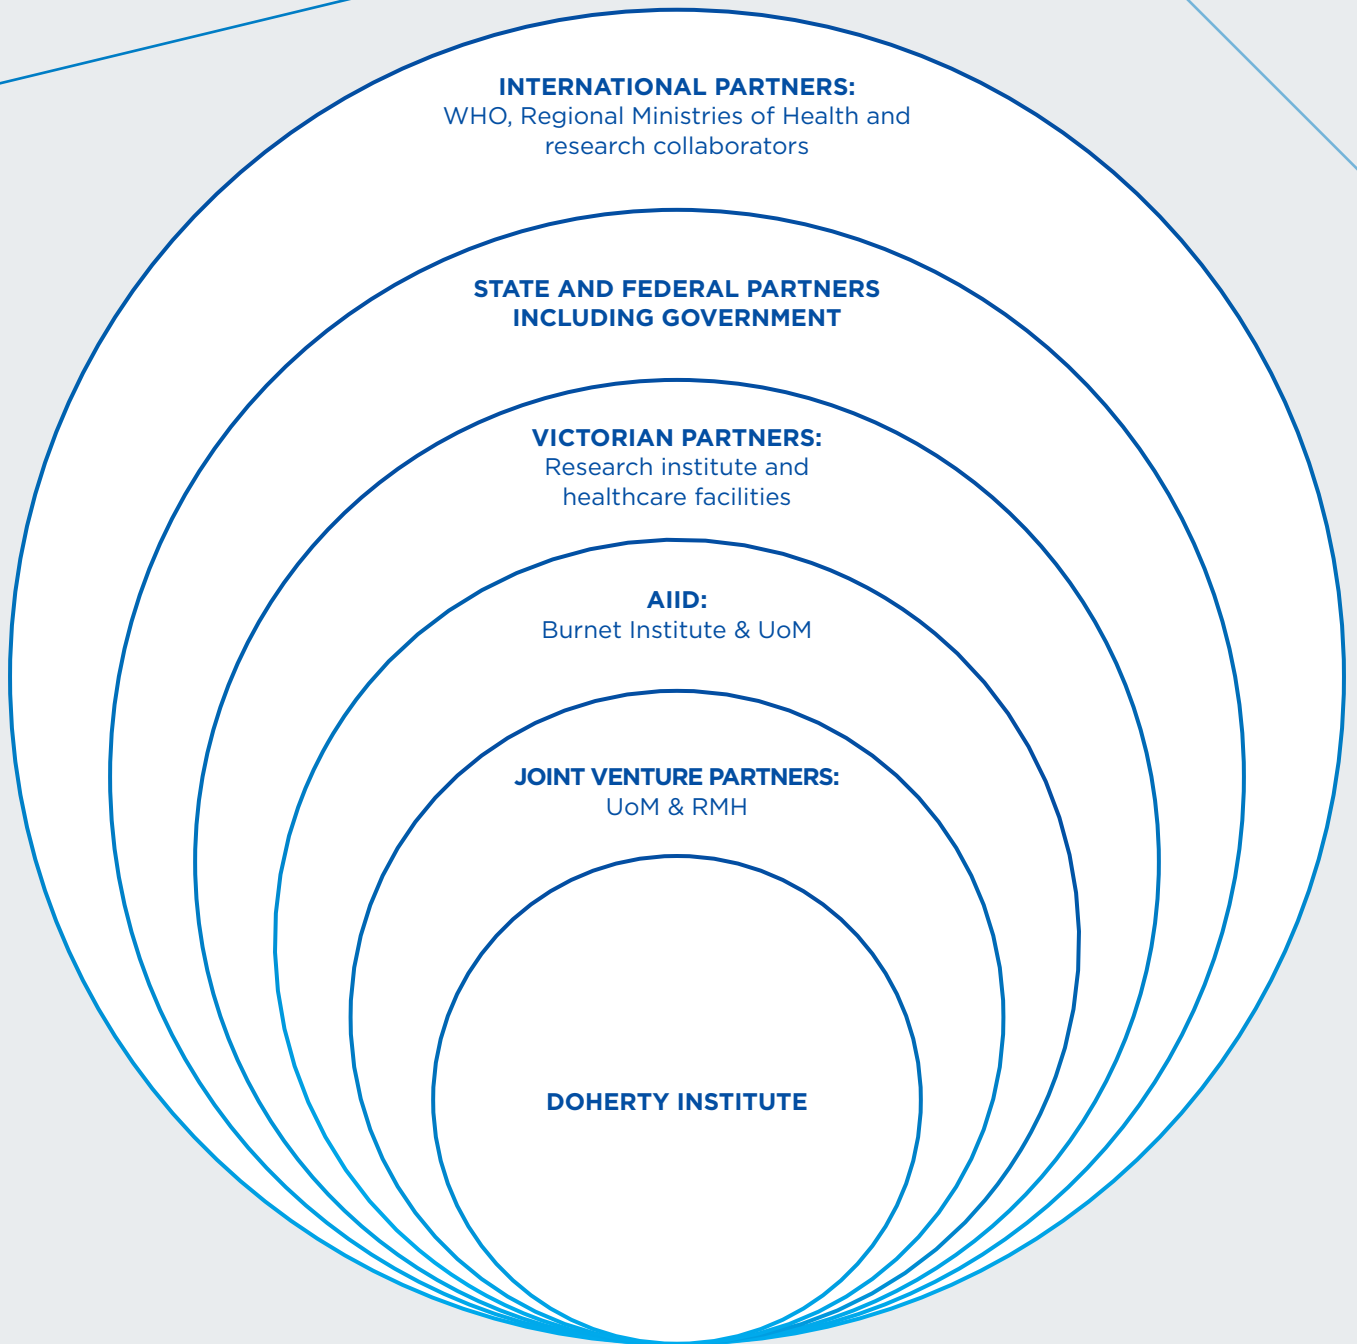 INTERNATIONAL PARTNERS:
WHO, Regional Ministries of Health and
research collaborators
STATE AND FEDERAL PARTNERS
INCLUDING GOVERNMENT
VICTORIAN PARTNERS:
Research institute and
healthcare facilities
AIID:
Burnet Institute & UoM
JOINT VENTURE PARTNERS:
UoM & RMH
DOHERTY INSTITUTE